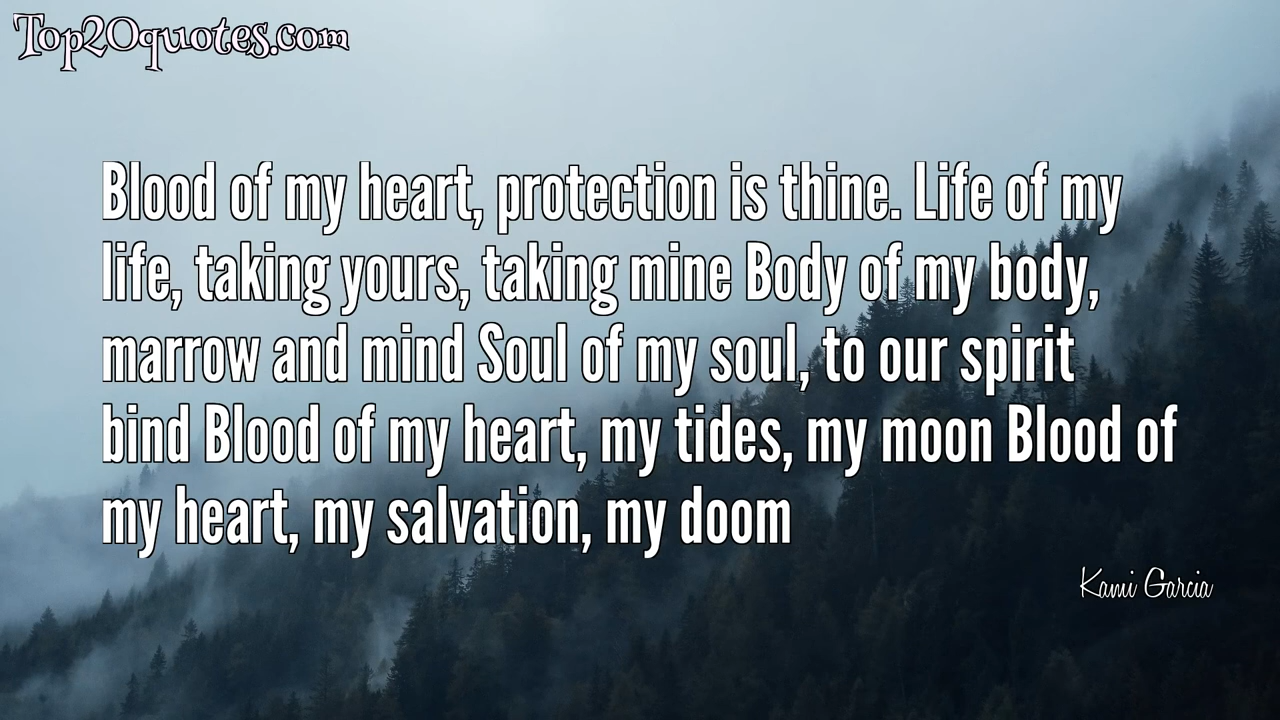 Top20quotes.com
Blood of my heart, protection is thine. Life of my
life, taking yours, taking mine Body of my body,
marrow and mind Soul of my soul, to our spirit
bind Blood of my heart, my tides, my moon Blood of
my heart, my salvation, my doom
Kami Garcia